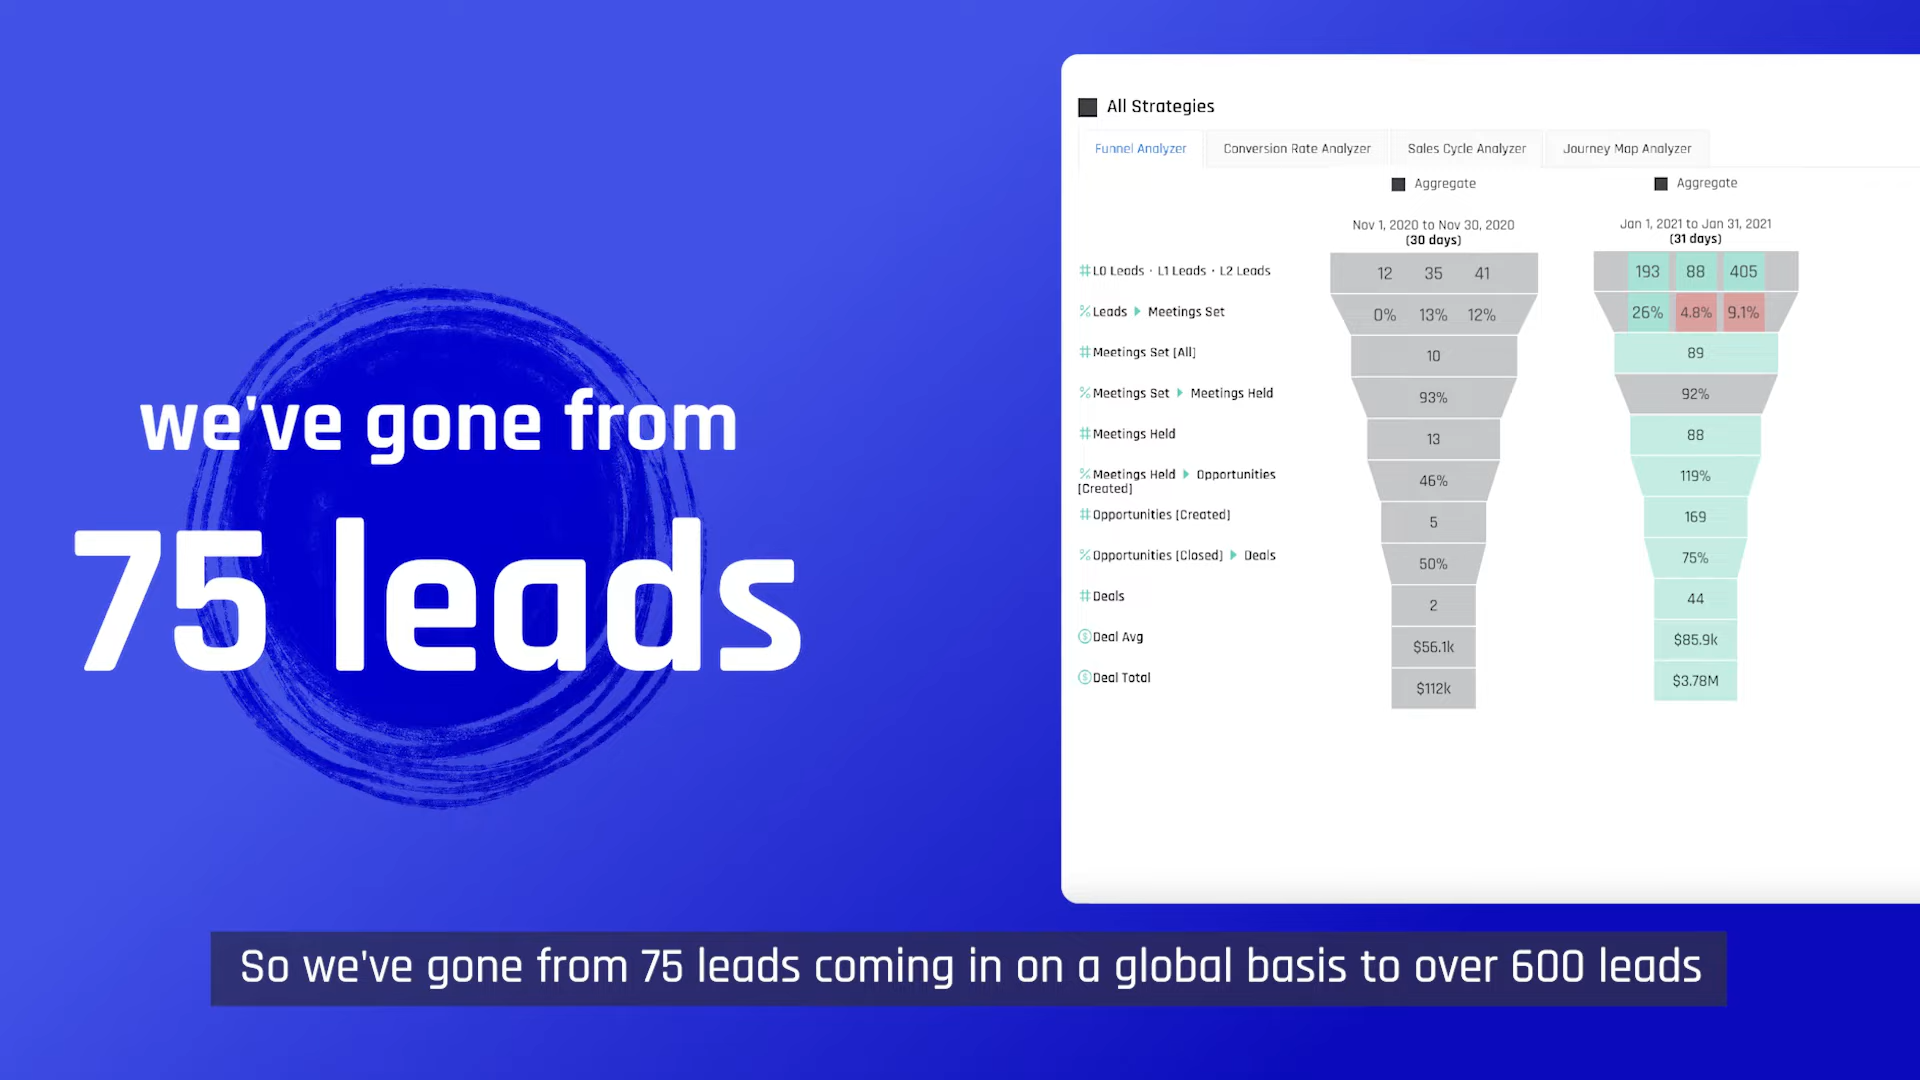 we've gone from
75 leads
All Strategies
Funnel Analyzer Conversion Rate Analyzer Sales Cycle Analyzer Journey Map Analyzer
Aggregate Aggregate
Nov 1, 2020 to Nov 30, 2020 Jan 1, 2021 to Jan 31, 2021
(30 days) (31 days)
# L0 Leads · L1 Leads · L2 Leads 12 35 41 193 88 405
% Leads ▶ Meetings Set 0% 13% 12% 26% 4.8% 9.1%
# Meetings Set [All] 10 89
% Meetings Set ▶ Meetings Held 93% 92%
# Meetings Held 13 88
% Meetings Held ▶ Opportunities 46% 119%
[Created]
# Opportunities [Created] 5 169
% Opportunities [Closed] ▶ Deals 50% 75%
# Deals 2 44
$ Deal Avg $56.1k $85.9k
$ Deal Total $112k $3.78M
So we've gone from 75 leads coming in on a global basis to over 600 leads